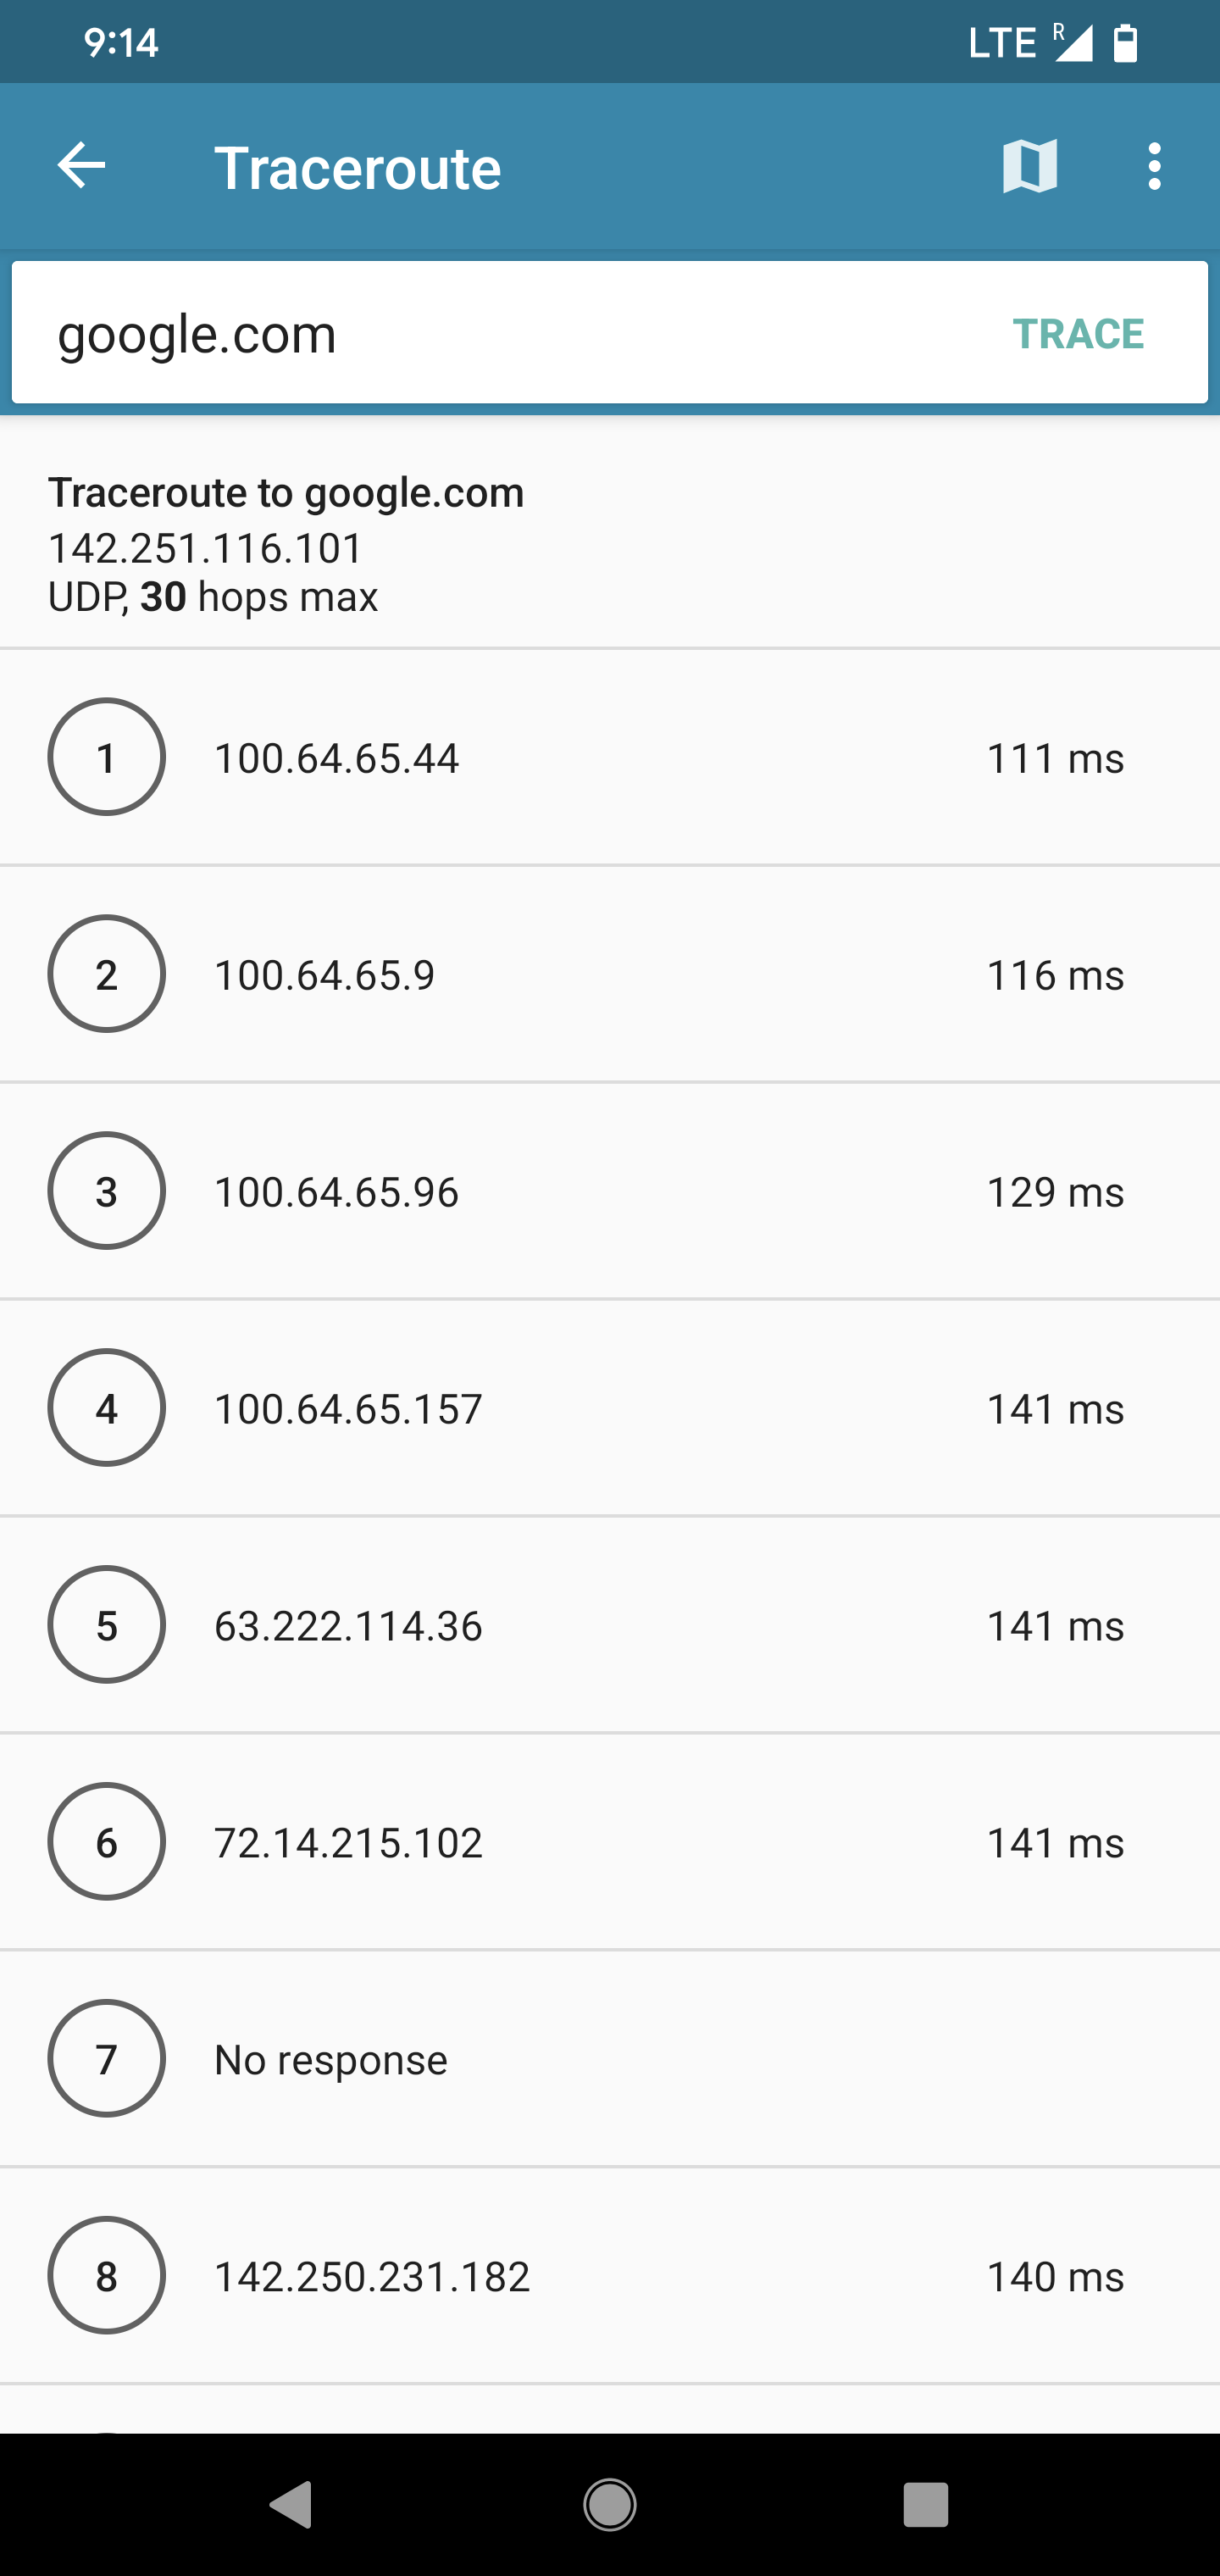 9:14 LTE R
Traceroute
google.com TRACE
Traceroute to google.com
142.251.116.101
UDP, 30 hops max
1 100.64.65.44 111 ms
2 100.64.65.9 116 ms
3 100.64.65.96 129 ms
4 100.64.65.157 141 ms
5 63.222.114.36 141 ms
6 72.14.215.102 141 ms
7 No response
8 142.250.231.182 140 ms